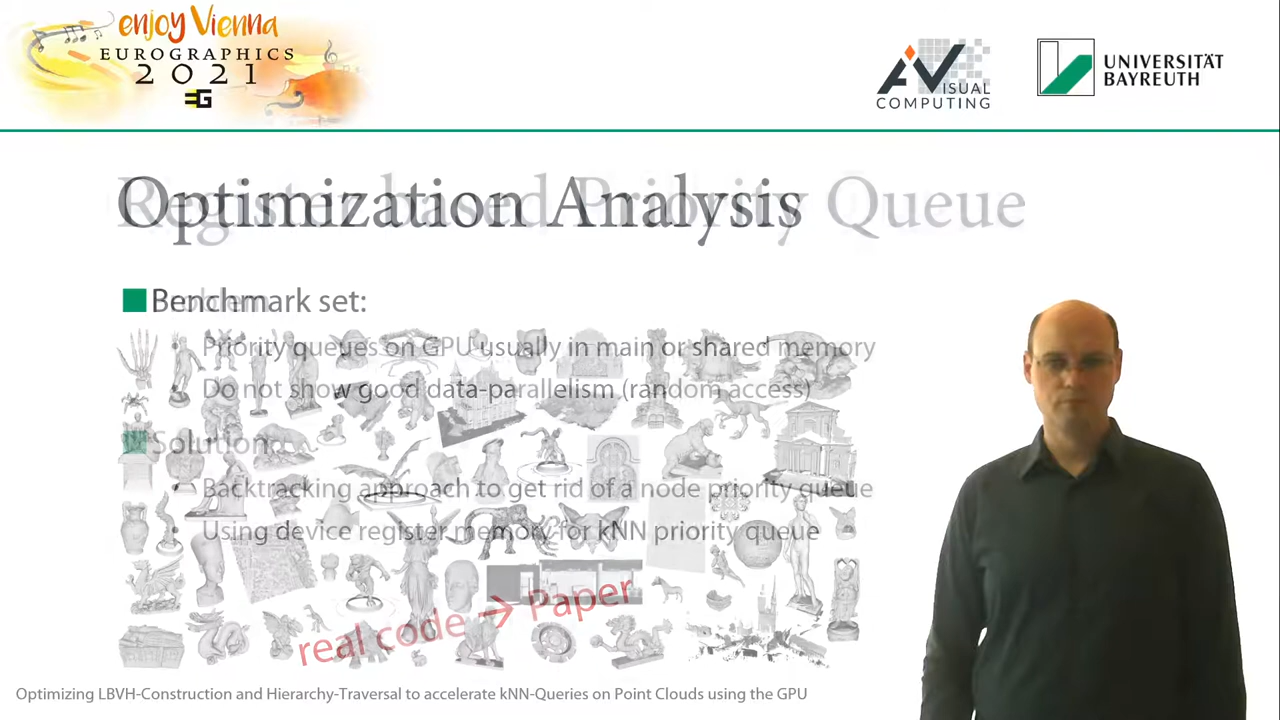 enjoy Vienna
EUROGRAPHICS
2021
EG
VISUAL
COMPUTING
UNIVERSITÄT
BAYREUTH
Optimization Analysis
Register based Priority Queue
Benchmark set:
Problem
Priority queues on GPU usually in main or shared memory
Do not show good data-parallelism (random access)
Solution
Backtracking approach to get rid of a node priority queue
Using device register memory for kNN priority queue
real code → Paper
Optimizing LBVH-Construction and Hierarchy-Traversal to accelerate kNN-Queries on Point Clouds using the GPU